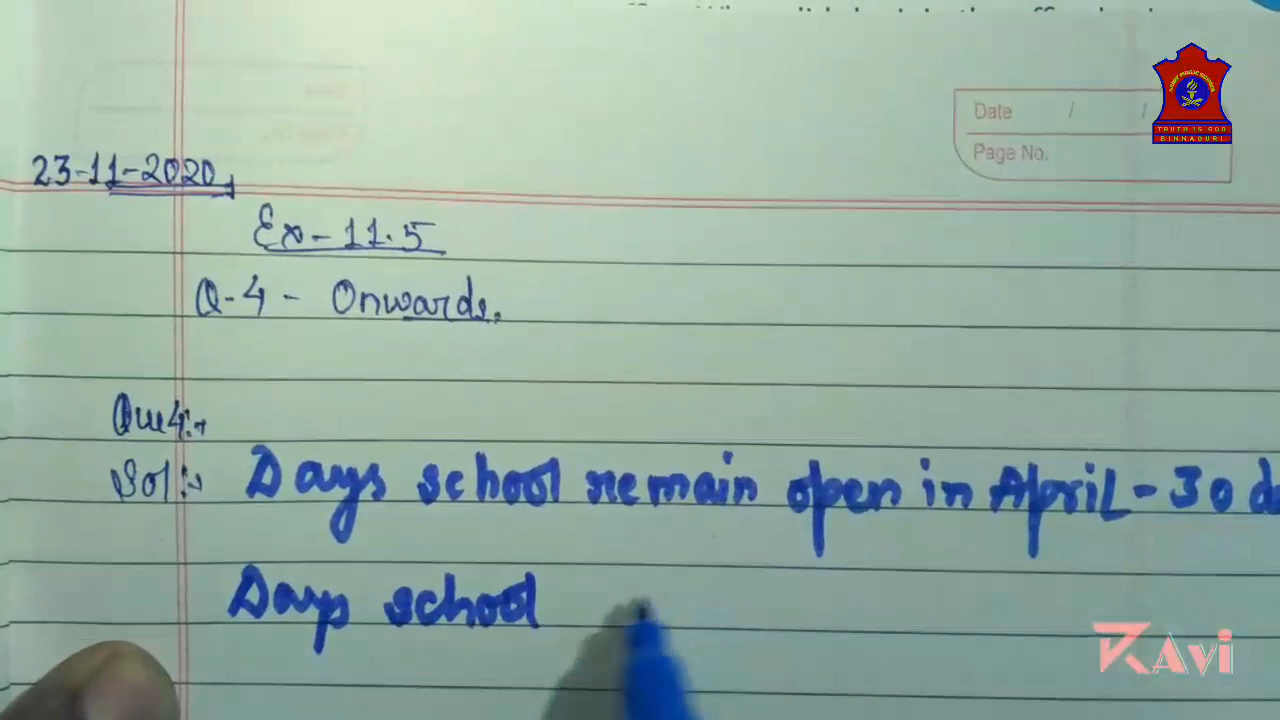 Date / /
Page No.
TRUTH IS GOD
BINNAGURI
23-11-2020
Ex-11.5
Q-4 - Onwards.
Que4:-
Sol:- Days school remain open in April - 30 d
Days school
RAVi